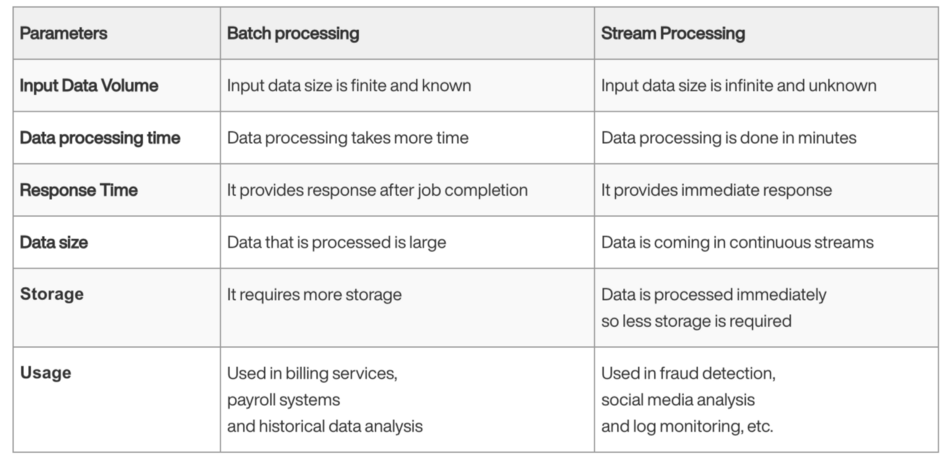 Parameters Batch processing Stream Processing
Input Data Volume Input data size is finite and known Input data size is infinite and unknown
Data processing time Data processing takes more time Data processing is done in minutes
Response Time It provides response after job completion It provides immediate response
Data size Data that is processed is large Data is coming in continuous streams
Storage It requires more storage Data is processed immediately
so less storage is required
Usage Used in billing services,
payroll systems
and historical data analysis
Used in fraud detection,
social media analysis
and log monitoring, etc.